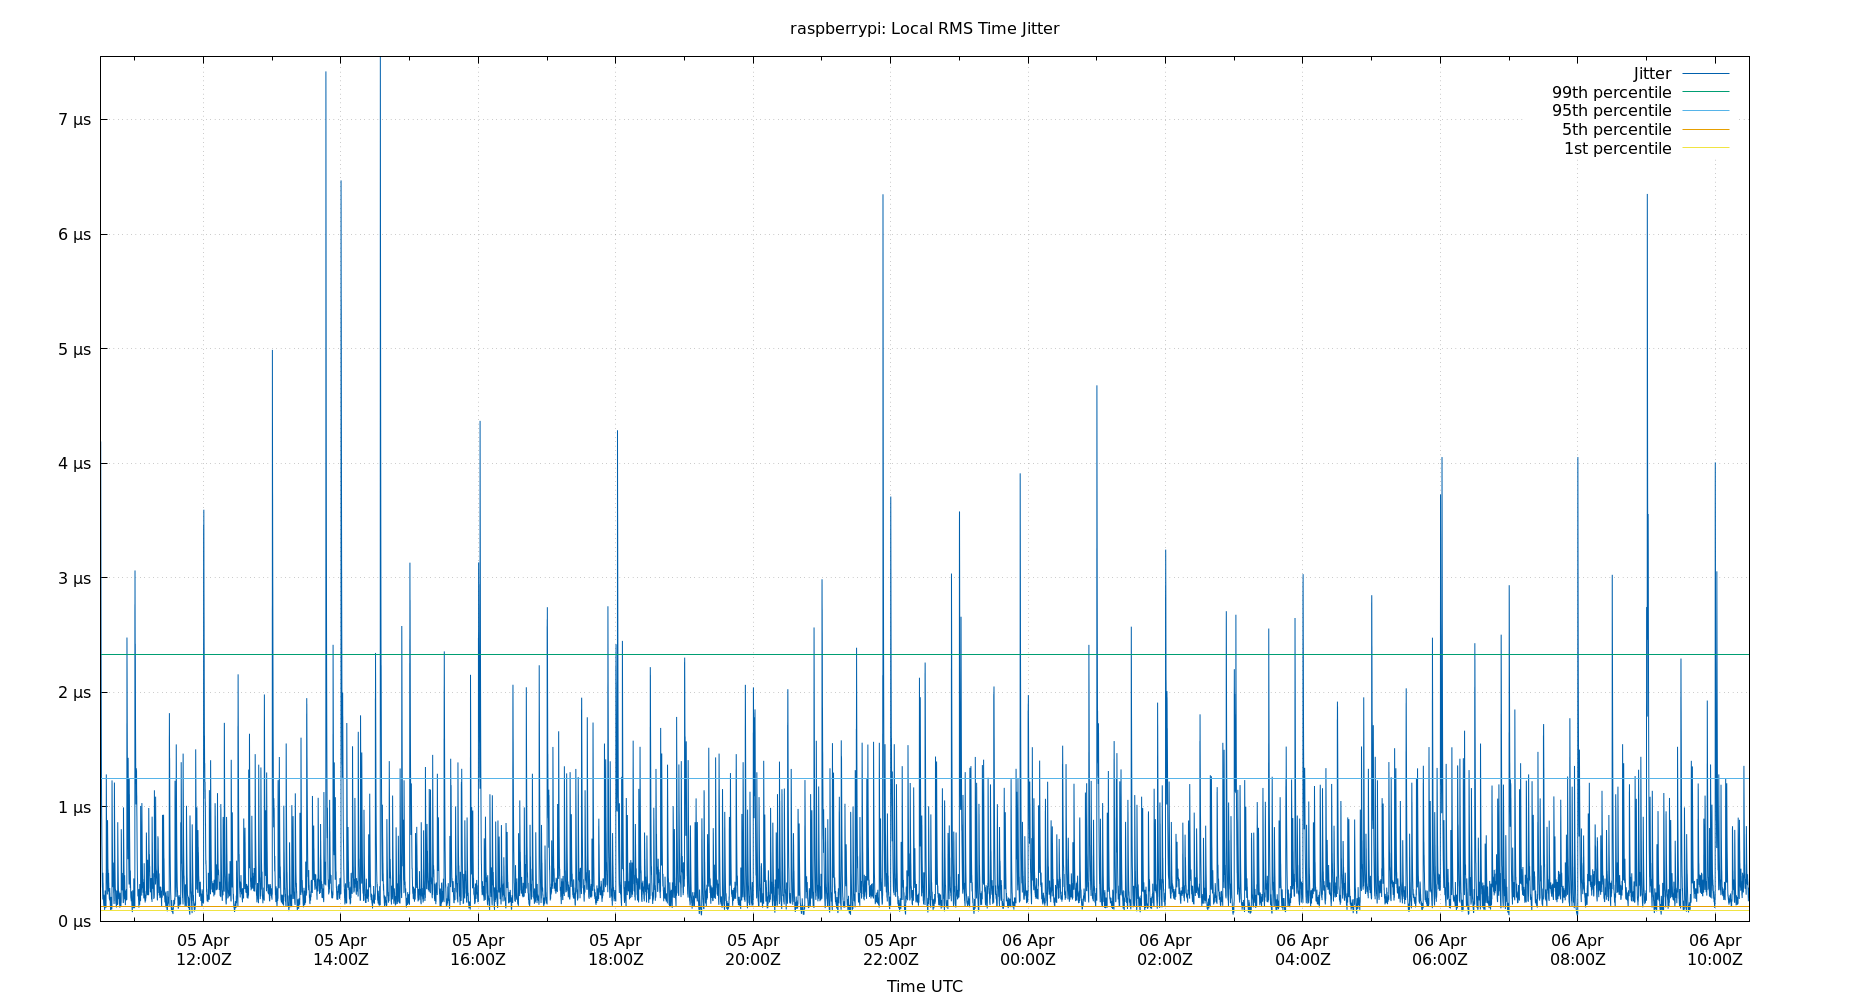 raspberrypi: Local RMS Time Jitter
Jitter
99th percentile
95th percentile
5th percentile
1st percentile
7 µs
6 µs
5 µs
4 µs
3 µs
2 µs
1 µs
0 µs
05 Apr 05 Apr 05 Apr 05 Apr 05 Apr 05 Apr 06 Apr 06 Apr 06 Apr 06 Apr 06 Apr 06 Apr
12:00Z 14:00Z 16:00Z 18:00Z 20:00Z 22:00Z 00:00Z 02:00Z 04:00Z 06:00Z 08:00Z 10:00Z
Time UTC